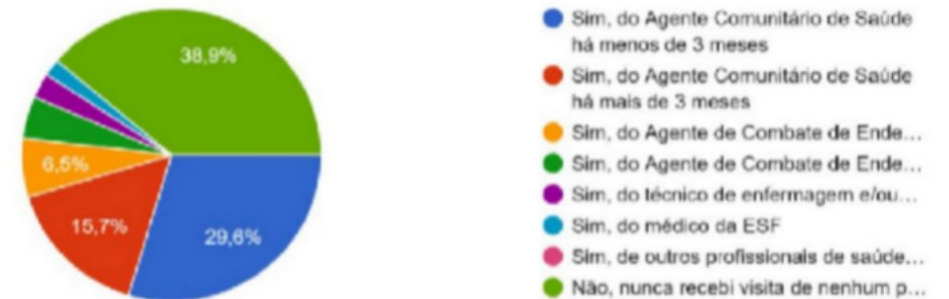 38,9%
6,5%
15,7%
29,6%
Sim, do Agente Comunitário de Saúde
há menos de 3 meses
Sim, do Agente Comunitário de Saúde
há mais de 3 meses
Sim, do Agente de Combate de Ende...
Sim, do Agente de Combate de Ende...
Sim, do técnico de enfermagem e/ou...
Sim, do médico da ESF
Sim, de outros profissionais de saúde...
Não, nunca recebi visita de nenhum p...